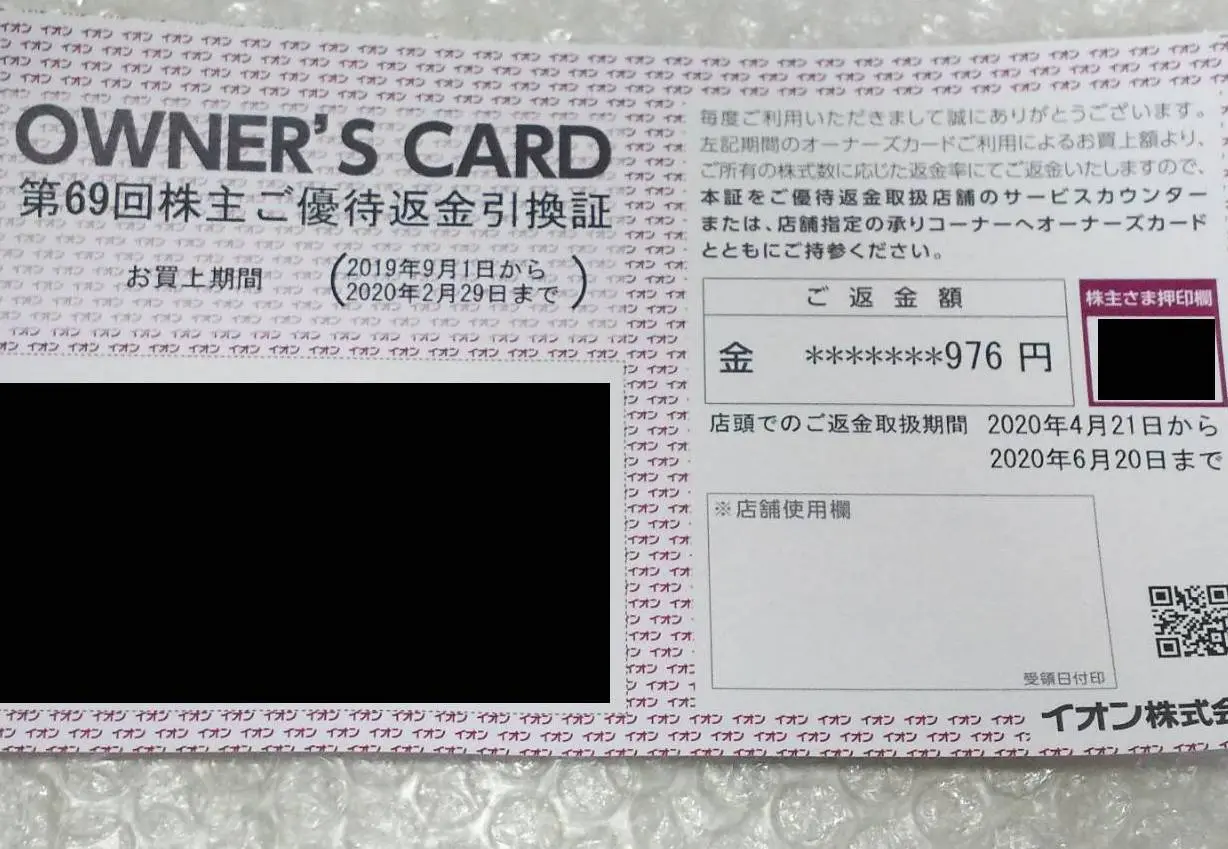 OWNER'S CARD
第69回株主ご優待返金引換証
お買上期間
(2019年9月1日から
2020年2月29日まで)
毎度ご利用いただきまして誠にありがとうございます。
左記期間のオーナーズカードご利用によるお買上額より、
ご所有の株式数に応じた返金率にてご返金いたしますので、
本証をご優待返金取扱店舗のサービスカウンター
または、店舗指定の承りコーナーへオーナーズカード
とともにご持参ください。
ご返金額
金 *******976 円
株主さま押印欄
店頭でのご返金取扱期間 2020年4月21日から
2020年6月20日まで
※店舗使用欄
受領日付印
イオン株式会